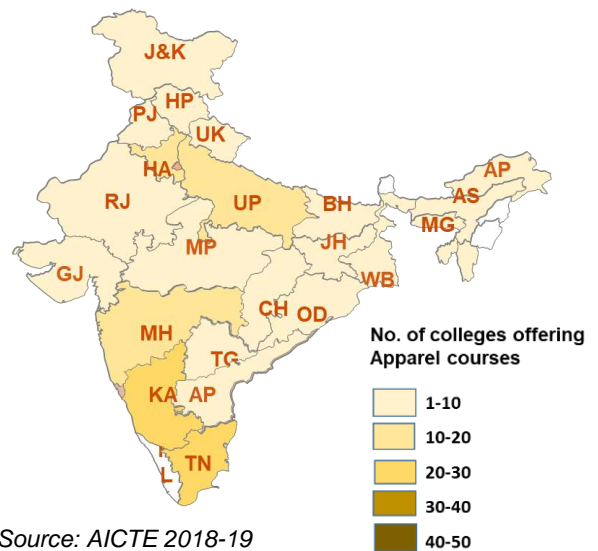 J&K
HP
PJ
UK
HA
RJ
UP
BH
AP
AS
MG
MP
JH
GJ
WB
CH
OD
MH
TG
KA
AP
TN
L
No. of colleges offering
Apparel courses
1-10
10-20
20-30
30-40
40-50
Source: AICTE 2018-19